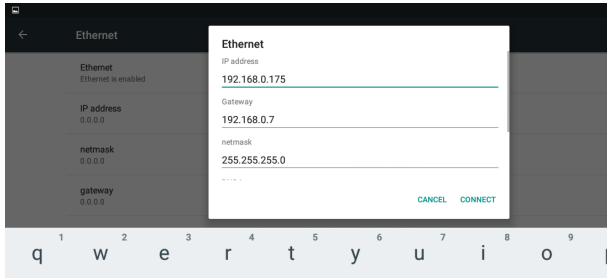 Ethernet
Ethernet
Ethernet is enabled
IP address
0.0.0.0
netmask
0.0.0.0
gateway
0.0.0.0
Ethernet
IP address
192.168.0.175
Gateway
192.168.0.7
netmask
255.255.255.0
CANCEL CONNECT
1 2 3 4 5 6 7 8 9
q w e r t y u i o